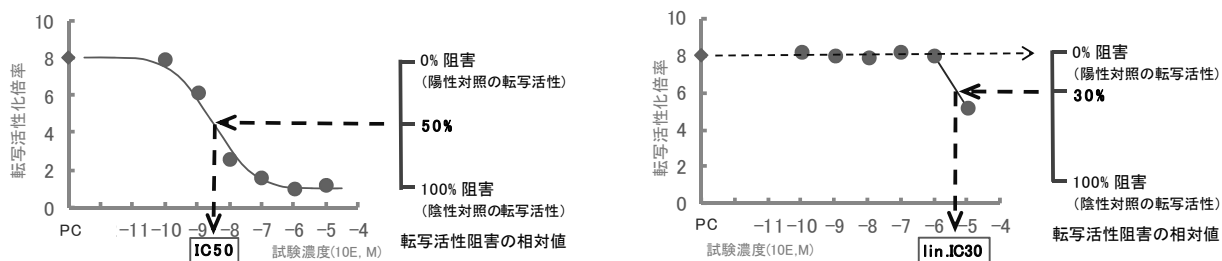 転写活性化倍率
10
8
6
4
2
0
PC
-11
-10
-9
-8
-7
-6
-5
-4
IC50
試験濃度(10E, M)
0% 阻害
(陽性対照の転写活性)
50%
100% 阻害
(陰性対照の転写活性)
転写活性阻害の相対値
転写活性化倍率
10
8
6
4
2
0
PC
-11
-10
-9
-8
-7
-6
-5
-4
試験濃度(10E,M)
lin.IC30
0% 阻害
(陽性対照の転写活性)
30%
100% 阻害
(陰性対照の転写活性)
転写活性阻害の相対値